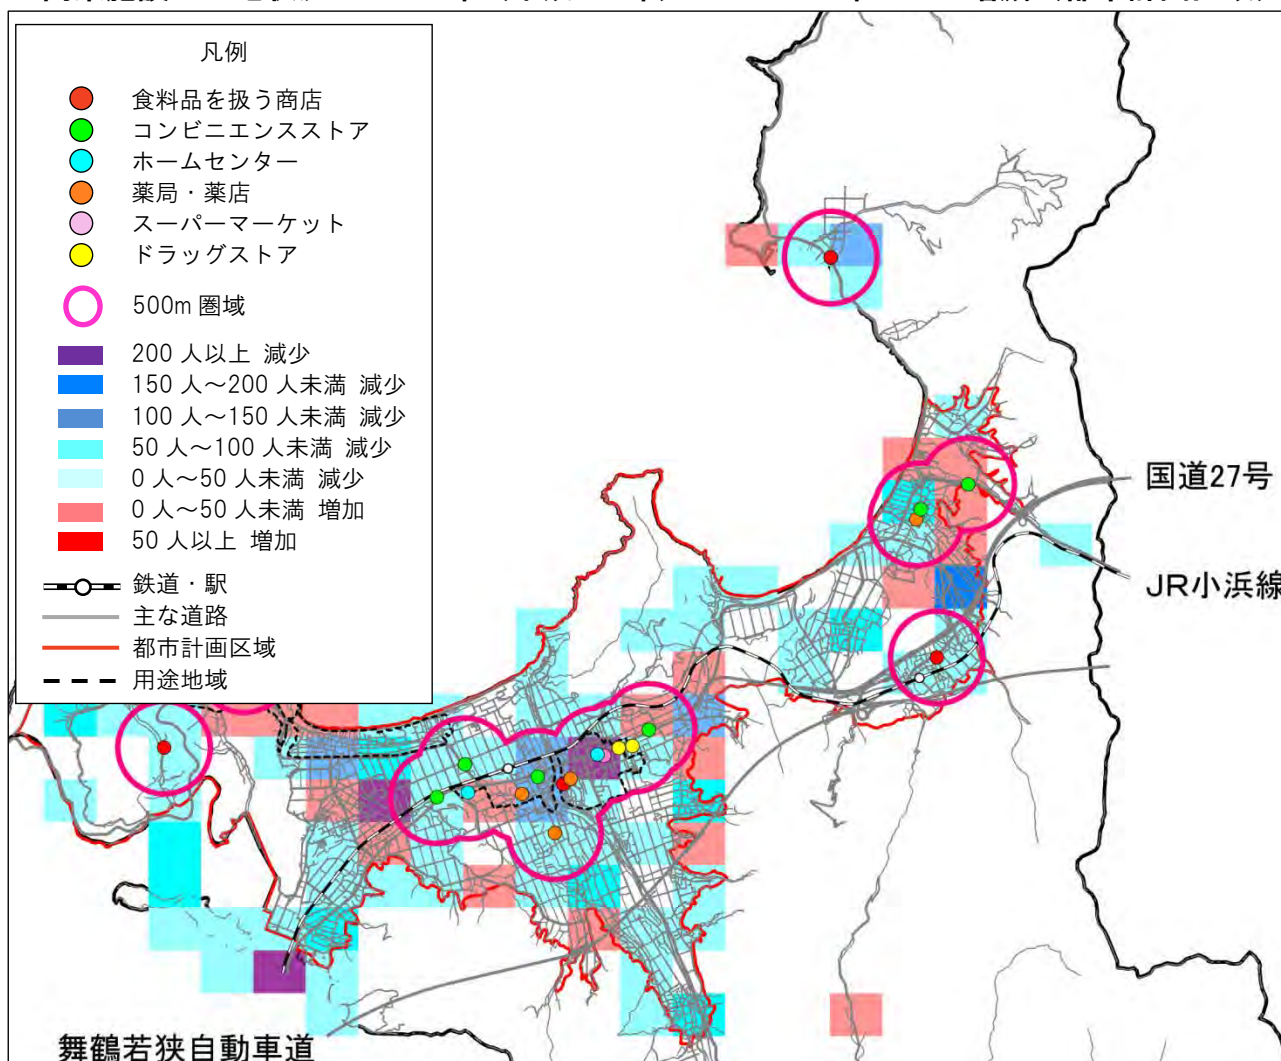 凡例
食料品を扱う商店
コンビニエンスストア
ホームセンター
薬局・薬店
スーパーマーケット
ドラッグストア
500m 圏域
200 人以上 減少
150 人～200 人未満 減少
100 人～150 人未満 減少
50 人～100 人未満 減少
0 人～50 人未満 減少
0 人～50 人未満 増加
50 人以上 増加
鉄道・駅
主な道路
都市計画区域
用途地域
国道27号
JR小浜線
舞鶴若狭自動車道